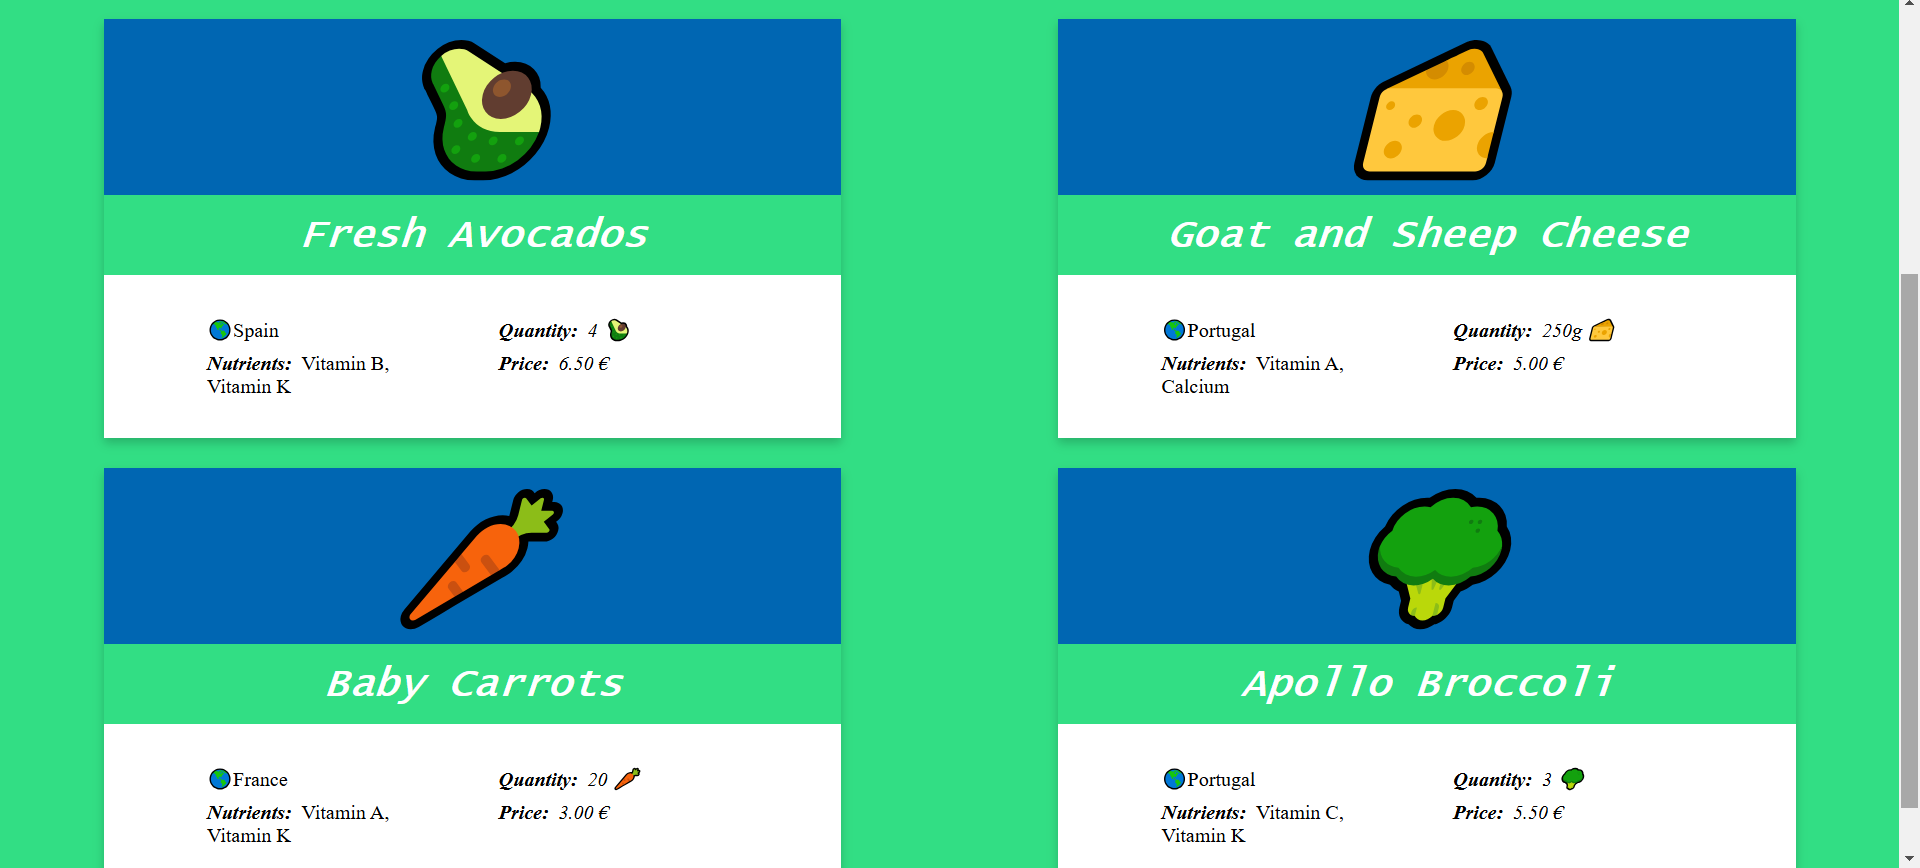 Fresh Avocados
Spain
Nutrients: Vitamin B,
Vitamin K
Quantity: 4
Price: 6.50 €
Goat and Sheep Cheese
Portugal
Nutrients: Vitamin A,
Calcium
Quantity: 250g
Price: 5.00 €
Baby Carrots
France
Nutrients: Vitamin A,
Vitamin K
Quantity: 20
Price: 3.00 €
Apollo Broccoli
Portugal
Nutrients: Vitamin C,
Vitamin K
Quantity: 3
Price: 5.50 €